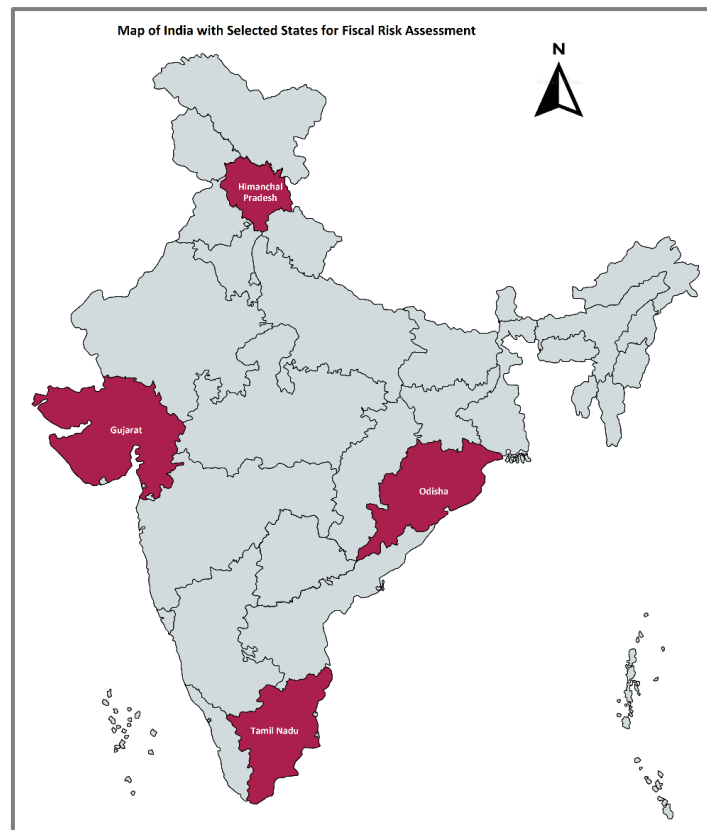 Map of India with Selected States for Fiscal Risk Assessment
N
Himanchal
Pradesh
Gujarat
Odisha
Tamil Nadu